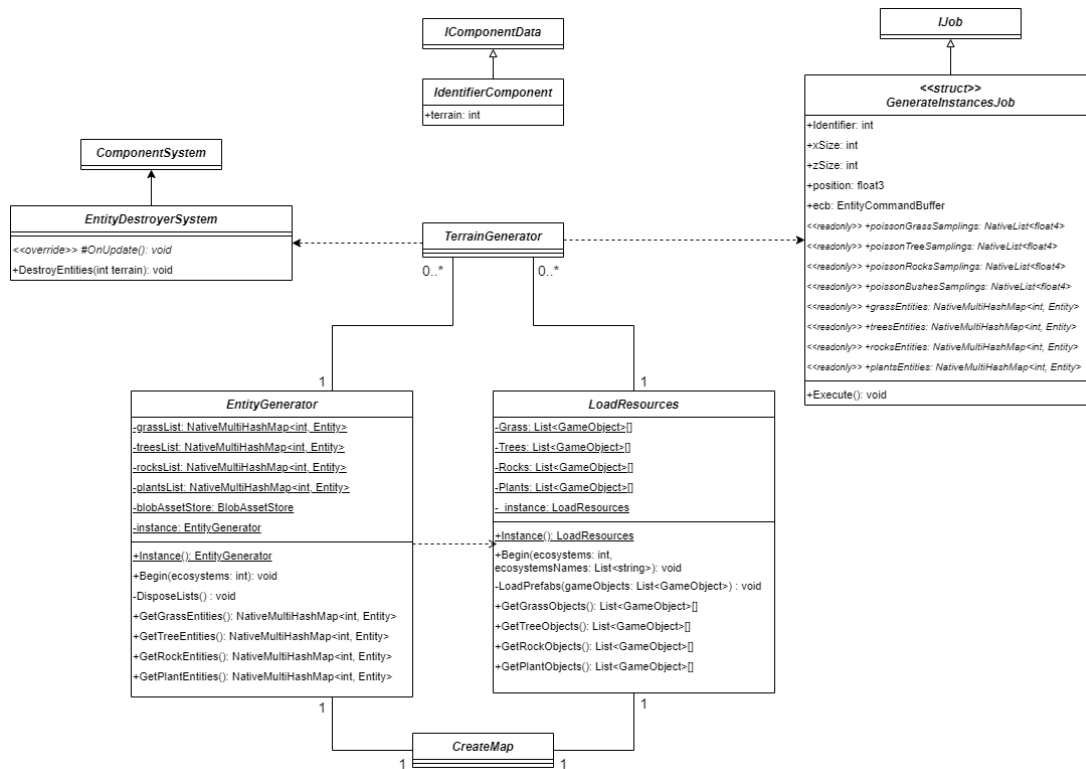 IComponentData
IdentifierComponent
+terrain: int
IJob
<<struct>>
GenerateInstancesJob
+Identifier: int
+xSize: int
+zSize: int
+position: float3
+ecb: EntityCommandBuffer
<<readonly>> +poissonGrassSamplings: NativeList<float4>
<<readonly>> +poissonTreeSamplings: NativeList<float4>
<<readonly>> +poissonRocksSamplings: NativeList<float4>
<<readonly>> +poissonBushesSamplings: NativeList<float4>
<<readonly>> +grassEntities: NativeMultiHashMap<int, Entity>
<<readonly>> +treesEntities: NativeMultiHashMap<int, Entity>
<<readonly>> +rocksEntities: NativeMultiHashMap<int, Entity>
<<readonly>> +plantsEntities: NativeMultiHashMap<int, Entity>
+Execute(): void
ComponentSystem
EntityDestroyerSystem
<<override>> #OnUpdate(): void
+DestroyEntities(int terrain): void
TerrainGenerator
0..*
0..*
1
1
EntityGenerator
-grassList: NativeMultiHashMap<int, Entity>
-treesList: NativeMultiHashMap<int, Entity>
-rocksList: NativeMultiHashMap<int, Entity>
-plantsList: NativeMultiHashMap<int, Entity>
-blobAssetStore: BlobAssetStore
-instance: EntityGenerator
+Instance(): EntityGenerator
+Begin(ecosystems: int): void
-DisposeLists() : void
+GetGrassEntities(): NativeMultiHashMap<int, Entity>
+GetTreeEntities(): NativeMultiHashMap<int, Entity>
+GetRockEntities(): NativeMultiHashMap<int, Entity>
+GetPlantEntities(): NativeMultiHashMap<int, Entity>
LoadResources
-Grass: List<GameObject>[]
-Trees: List<GameObject>[]
-Rocks: List<GameObject>[]
-Plants: List<GameObject>[]
-_instance: LoadResources
+Instance(): LoadResources
+Begin(ecosystems: int,
ecosystemsNames: List<string>): void
-LoadPrefabs(gameObjects: List<GameObject>) : void
+GetGrassObjects(): List<GameObject>[]
+GetTreeObjects(): List<GameObject>[]
+GetRockObjects(): List<GameObject>[]
+GetPlantObjects(): List<GameObject>[]
1
1
CreateMap
1
1